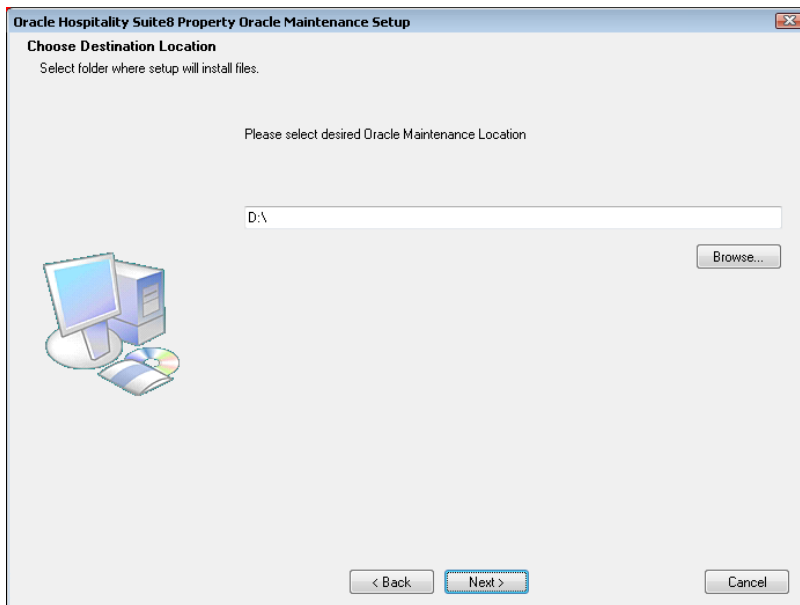 Oracle Hospitality Suite8 Property Oracle Maintenance Setup
Choose Destination Location
Select folder where setup will install files.
Please select desired Oracle Maintenance Location
D:\
Browse...
< Back
Next >
Cancel